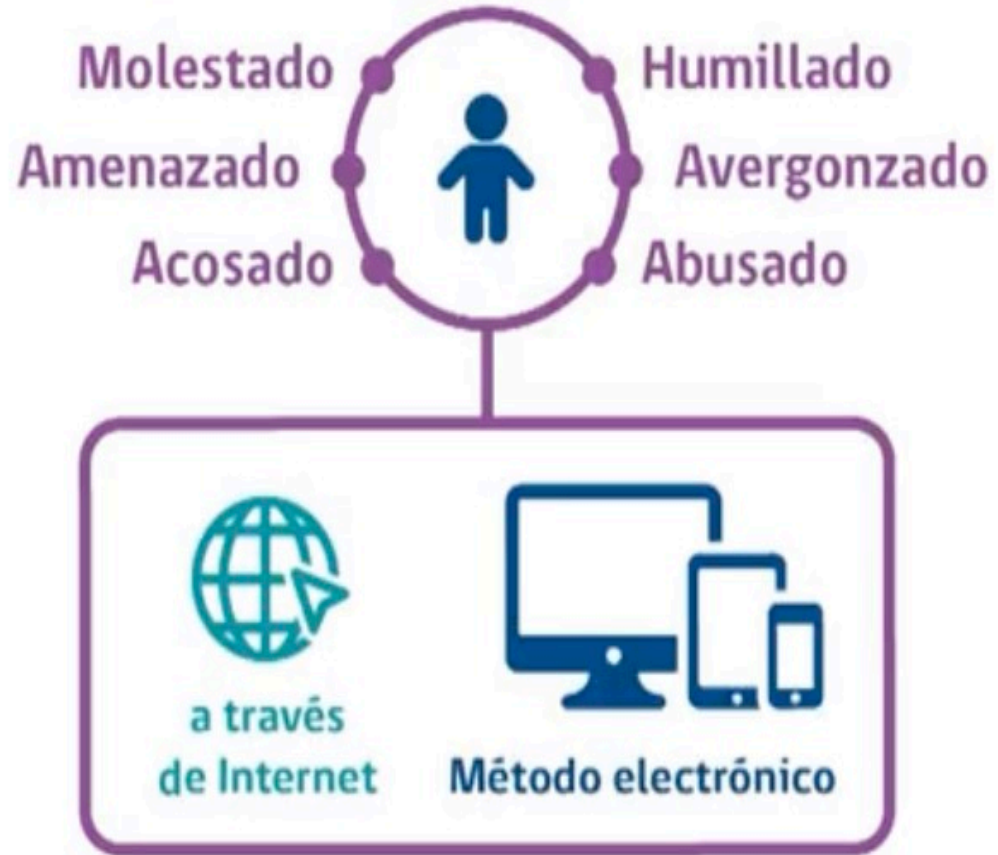 Molestado
Humillado
Amenazado
Avergonzado
Acosado
Abusado
a través
de Internet
Método electrónico